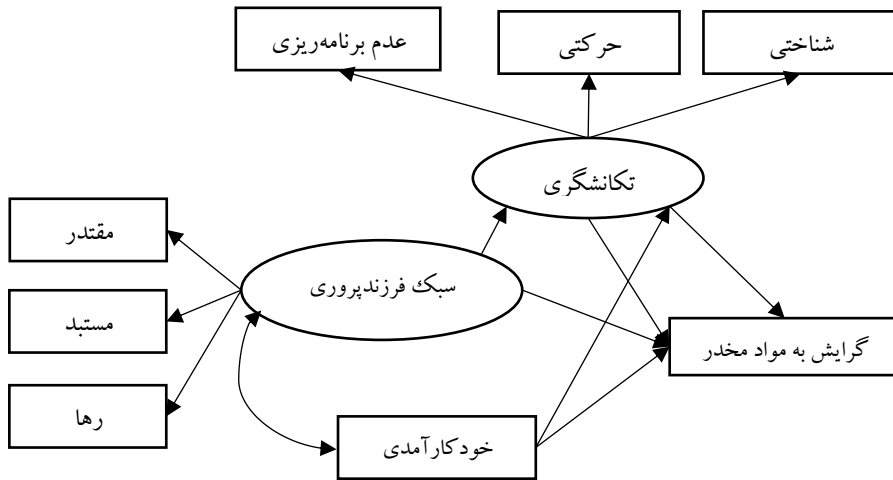 عدم برنامه‌ریزی
حرکتی
شناختی
تکانشگری
مقتدر
سبک فرزندپروری
مستبد
گرایش به مواد مخدر
رها
خودکارآمدی